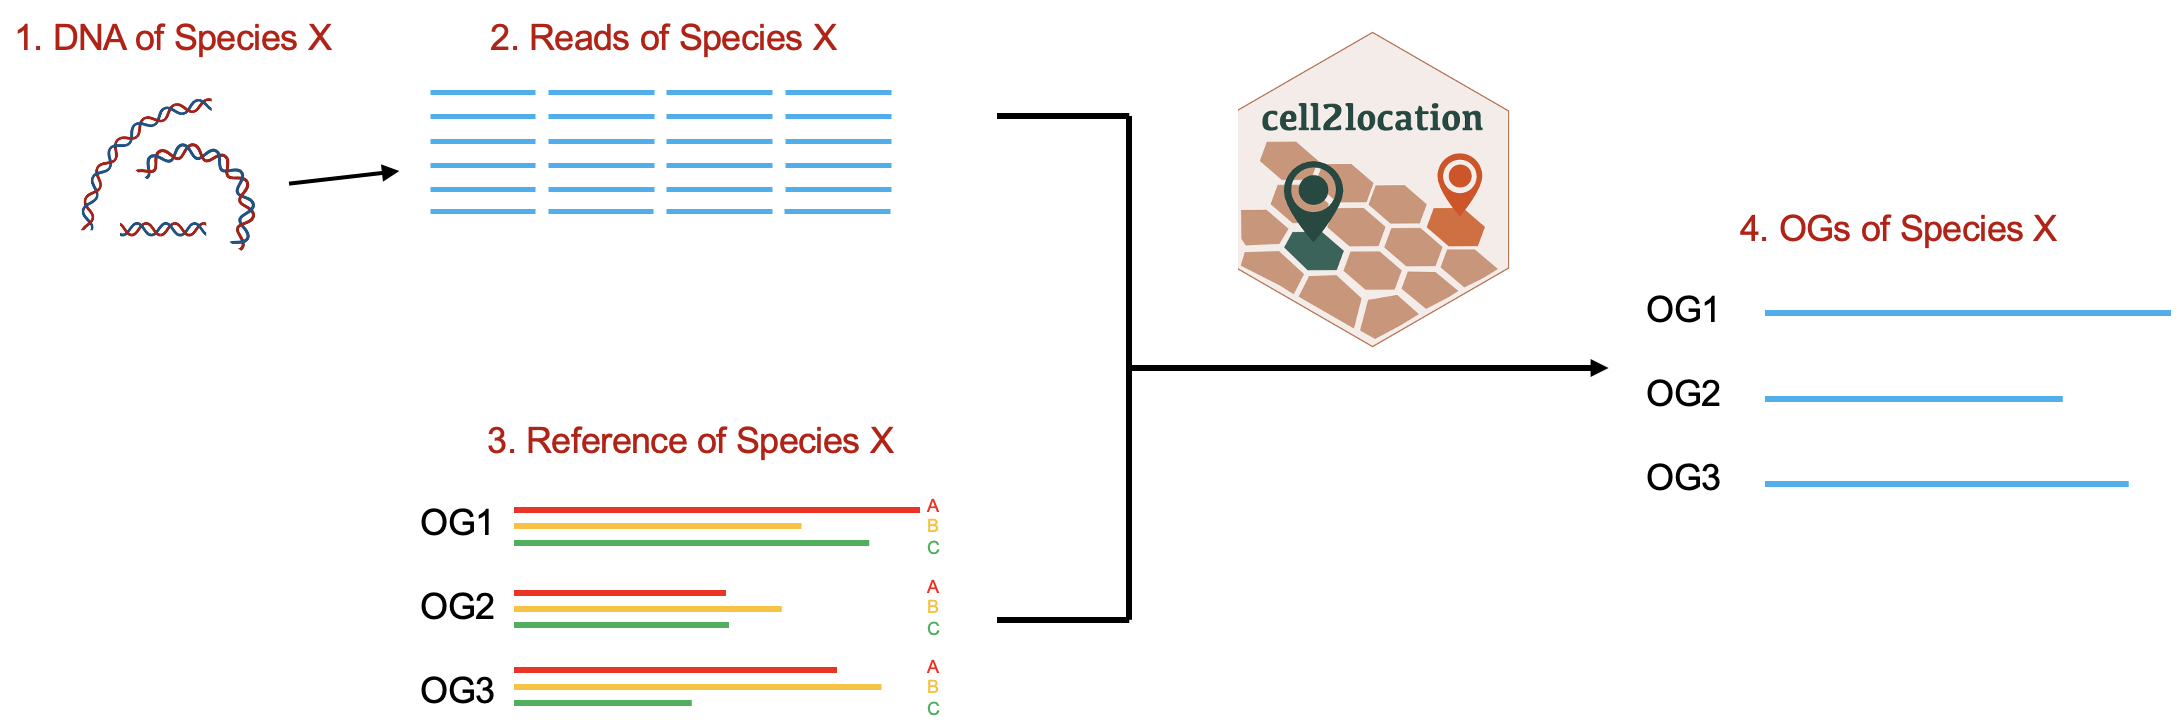 1. DNA of Species X
2. Reads of Species X
cell2location
3. Reference of Species X
OG1
A
B
C
OG2
A
B
C
OG3
A
B
C
4. OGs of Species X
OG1
OG2
OG3